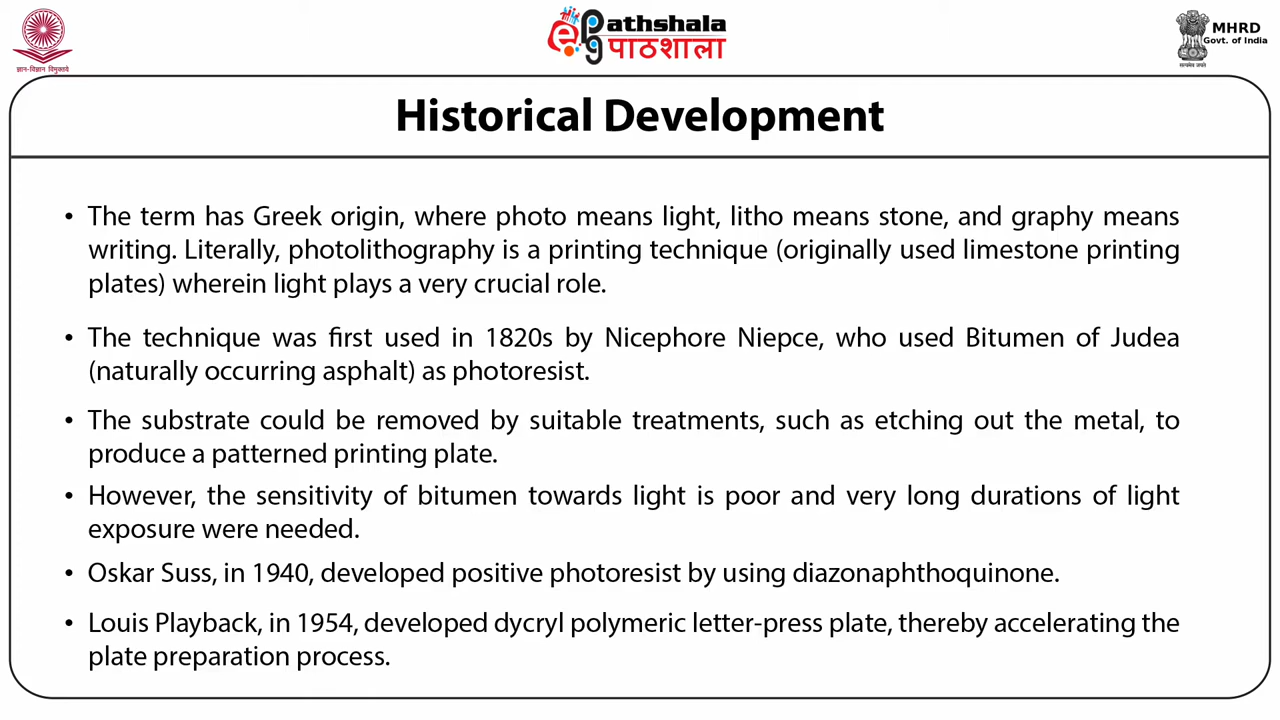 ज्ञान-विज्ञान विमुक्तये
epgathshala
पाठशाला
सत्यमेव जयते
MHRD
Govt. of India
Historical Development
• The term has Greek origin, where photo means light, litho means stone, and graphy means
writing. Literally, photolithography is a printing technique (originally used limestone printing
plates) wherein light plays a very crucial role.
• The technique was first used in 1820s by Nicephore Niepce, who used Bitumen of Judea
(naturally occurring asphalt) as photoresist.
• The substrate could be removed by suitable treatments, such as etching out the metal, to
produce a patterned printing plate.
• However, the sensitivity of bitumen towards light is poor and very long durations of light
exposure were needed.
• Oskar Suss, in 1940, developed positive photoresist by using diazonaphthoquinone.
• Louis Playback, in 1954, developed dycryl polymeric letter-press plate, thereby accelerating the
plate preparation process.